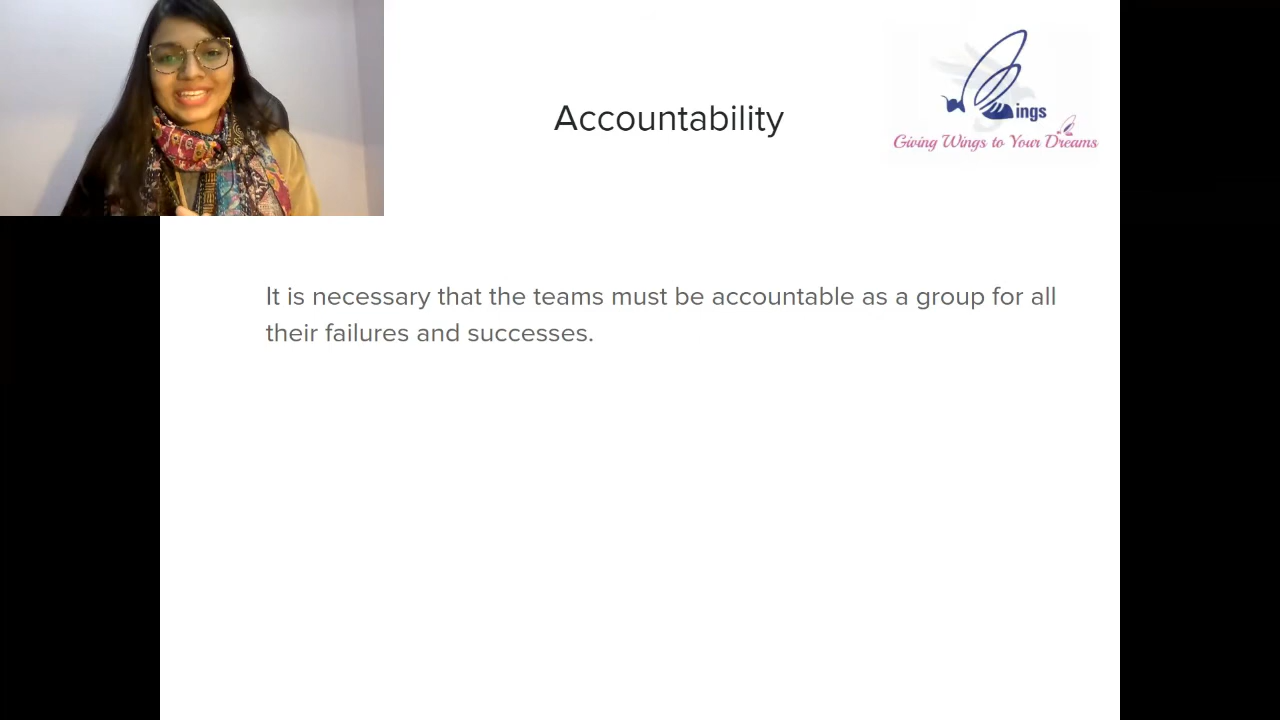 Accountability
ings
Giving Wings to Your Dreams
It is necessary that the teams must be accountable as a group for all
their failures and successes.